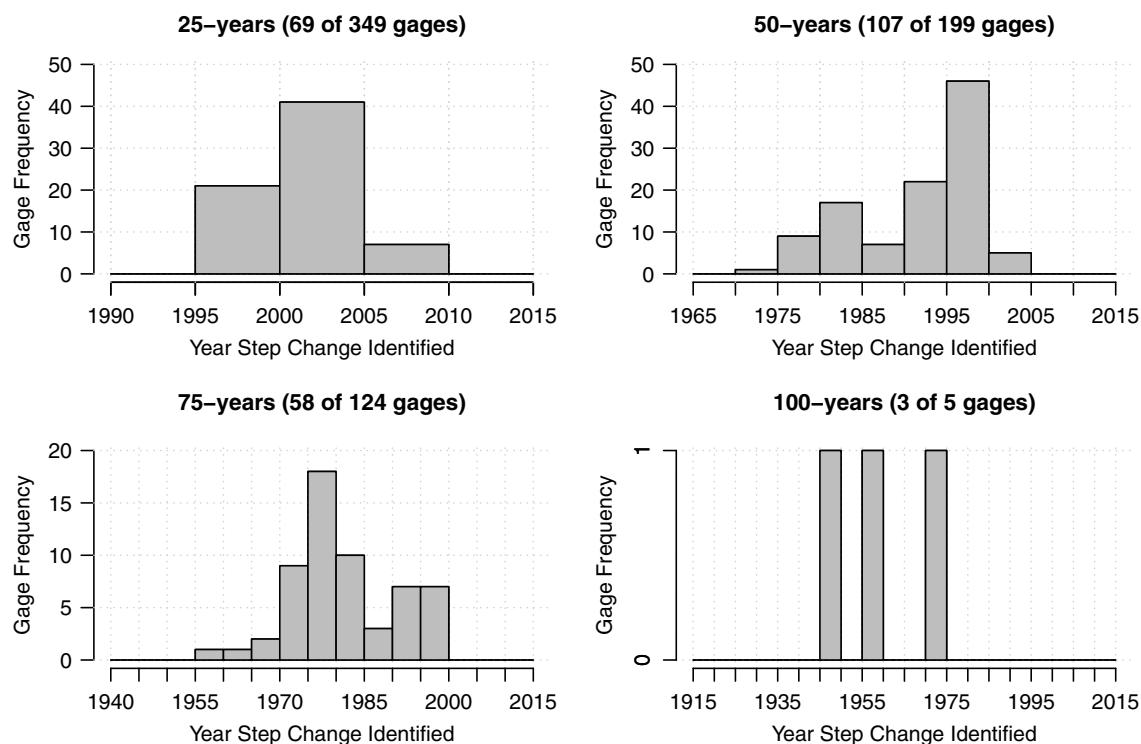 25−years (69 of 349 gages)
Gage Frequency
50
40
30
20
10
0
1990 1995 2000 2005 2010 2015
Year Step Change Identified
50−years (107 of 199 gages)
Gage Frequency
50
40
30
20
10
0
1965 1975 1985 1995 2005 2015
Year Step Change Identified
75−years (58 of 124 gages)
Gage Frequency
20
15
10
5
0
1940 1955 1970 1985 2000 2015
Year Step Change Identified
100−years (3 of 5 gages)
Gage Frequency
1
0
1915 1935 1955 1975 1995 2015
Year Step Change Identified